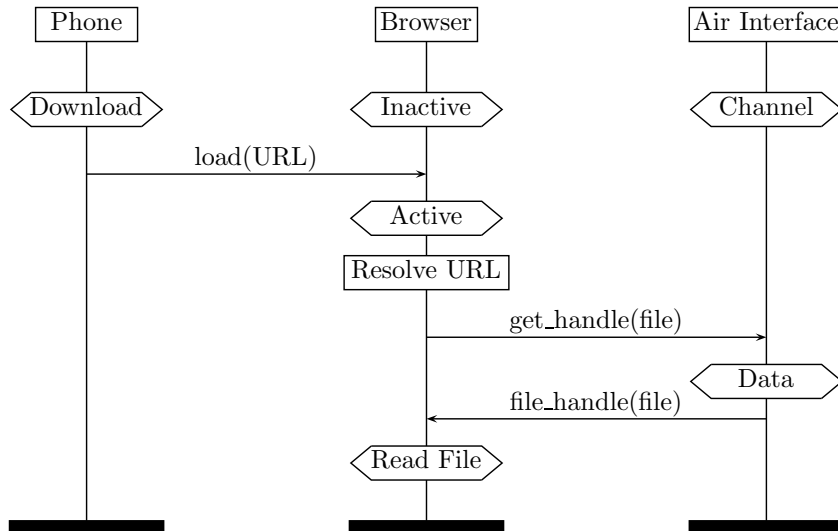 Phone
Browser
Air Interface
Download
Inactive
Channel
load(URL)
Active
Resolve URL
get_handle(file)
Data
file_handle(file)
Read File